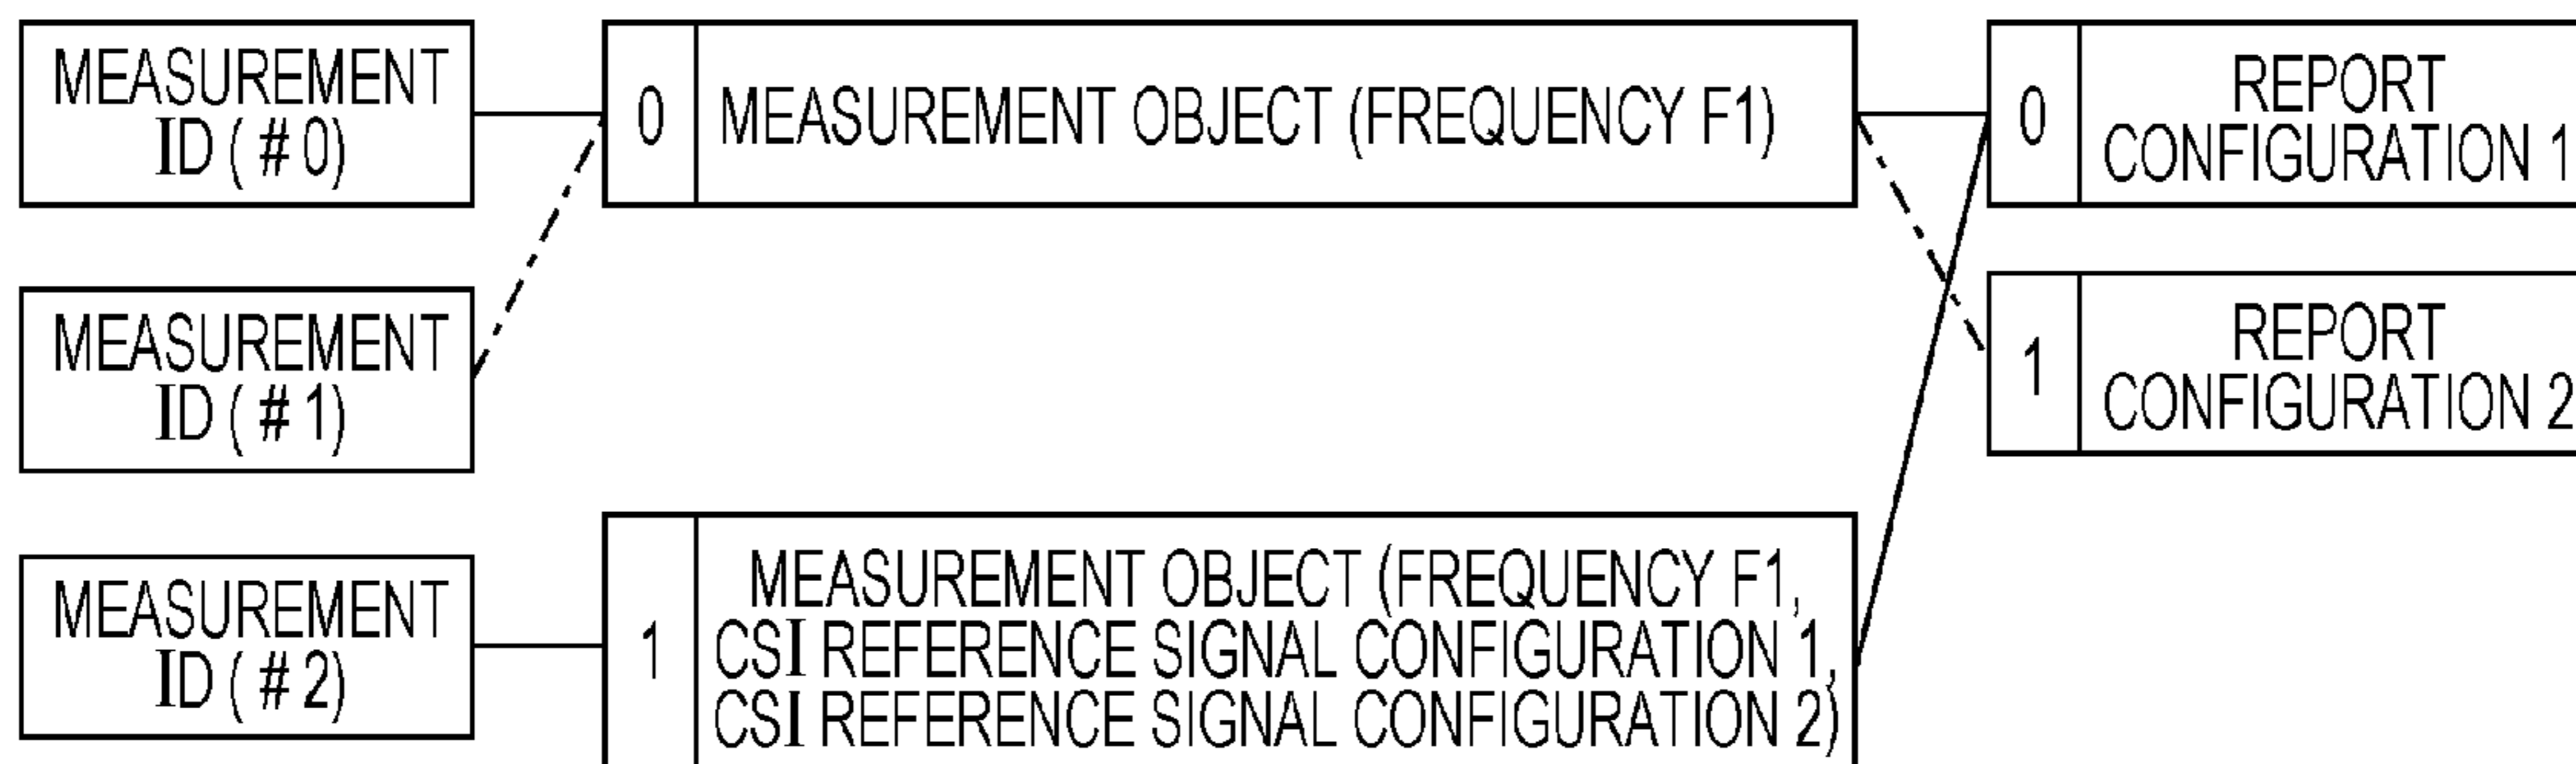 MEASUREMENT
ID ( # 0)
0
MEASUREMENT OBJECT (FREQUENCY F1)
0
REPORT
CONFIGURATION 1
MEASUREMENT
ID ( # 1)
1
REPORT
CONFIGURATION 2
MEASUREMENT
ID ( # 2)
1
MEASUREMENT OBJECT (FREQUENCY F1,
CSI REFERENCE SIGNAL CONFIGURATION 1,
CSI REFERENCE SIGNAL CONFIGURATION 2)